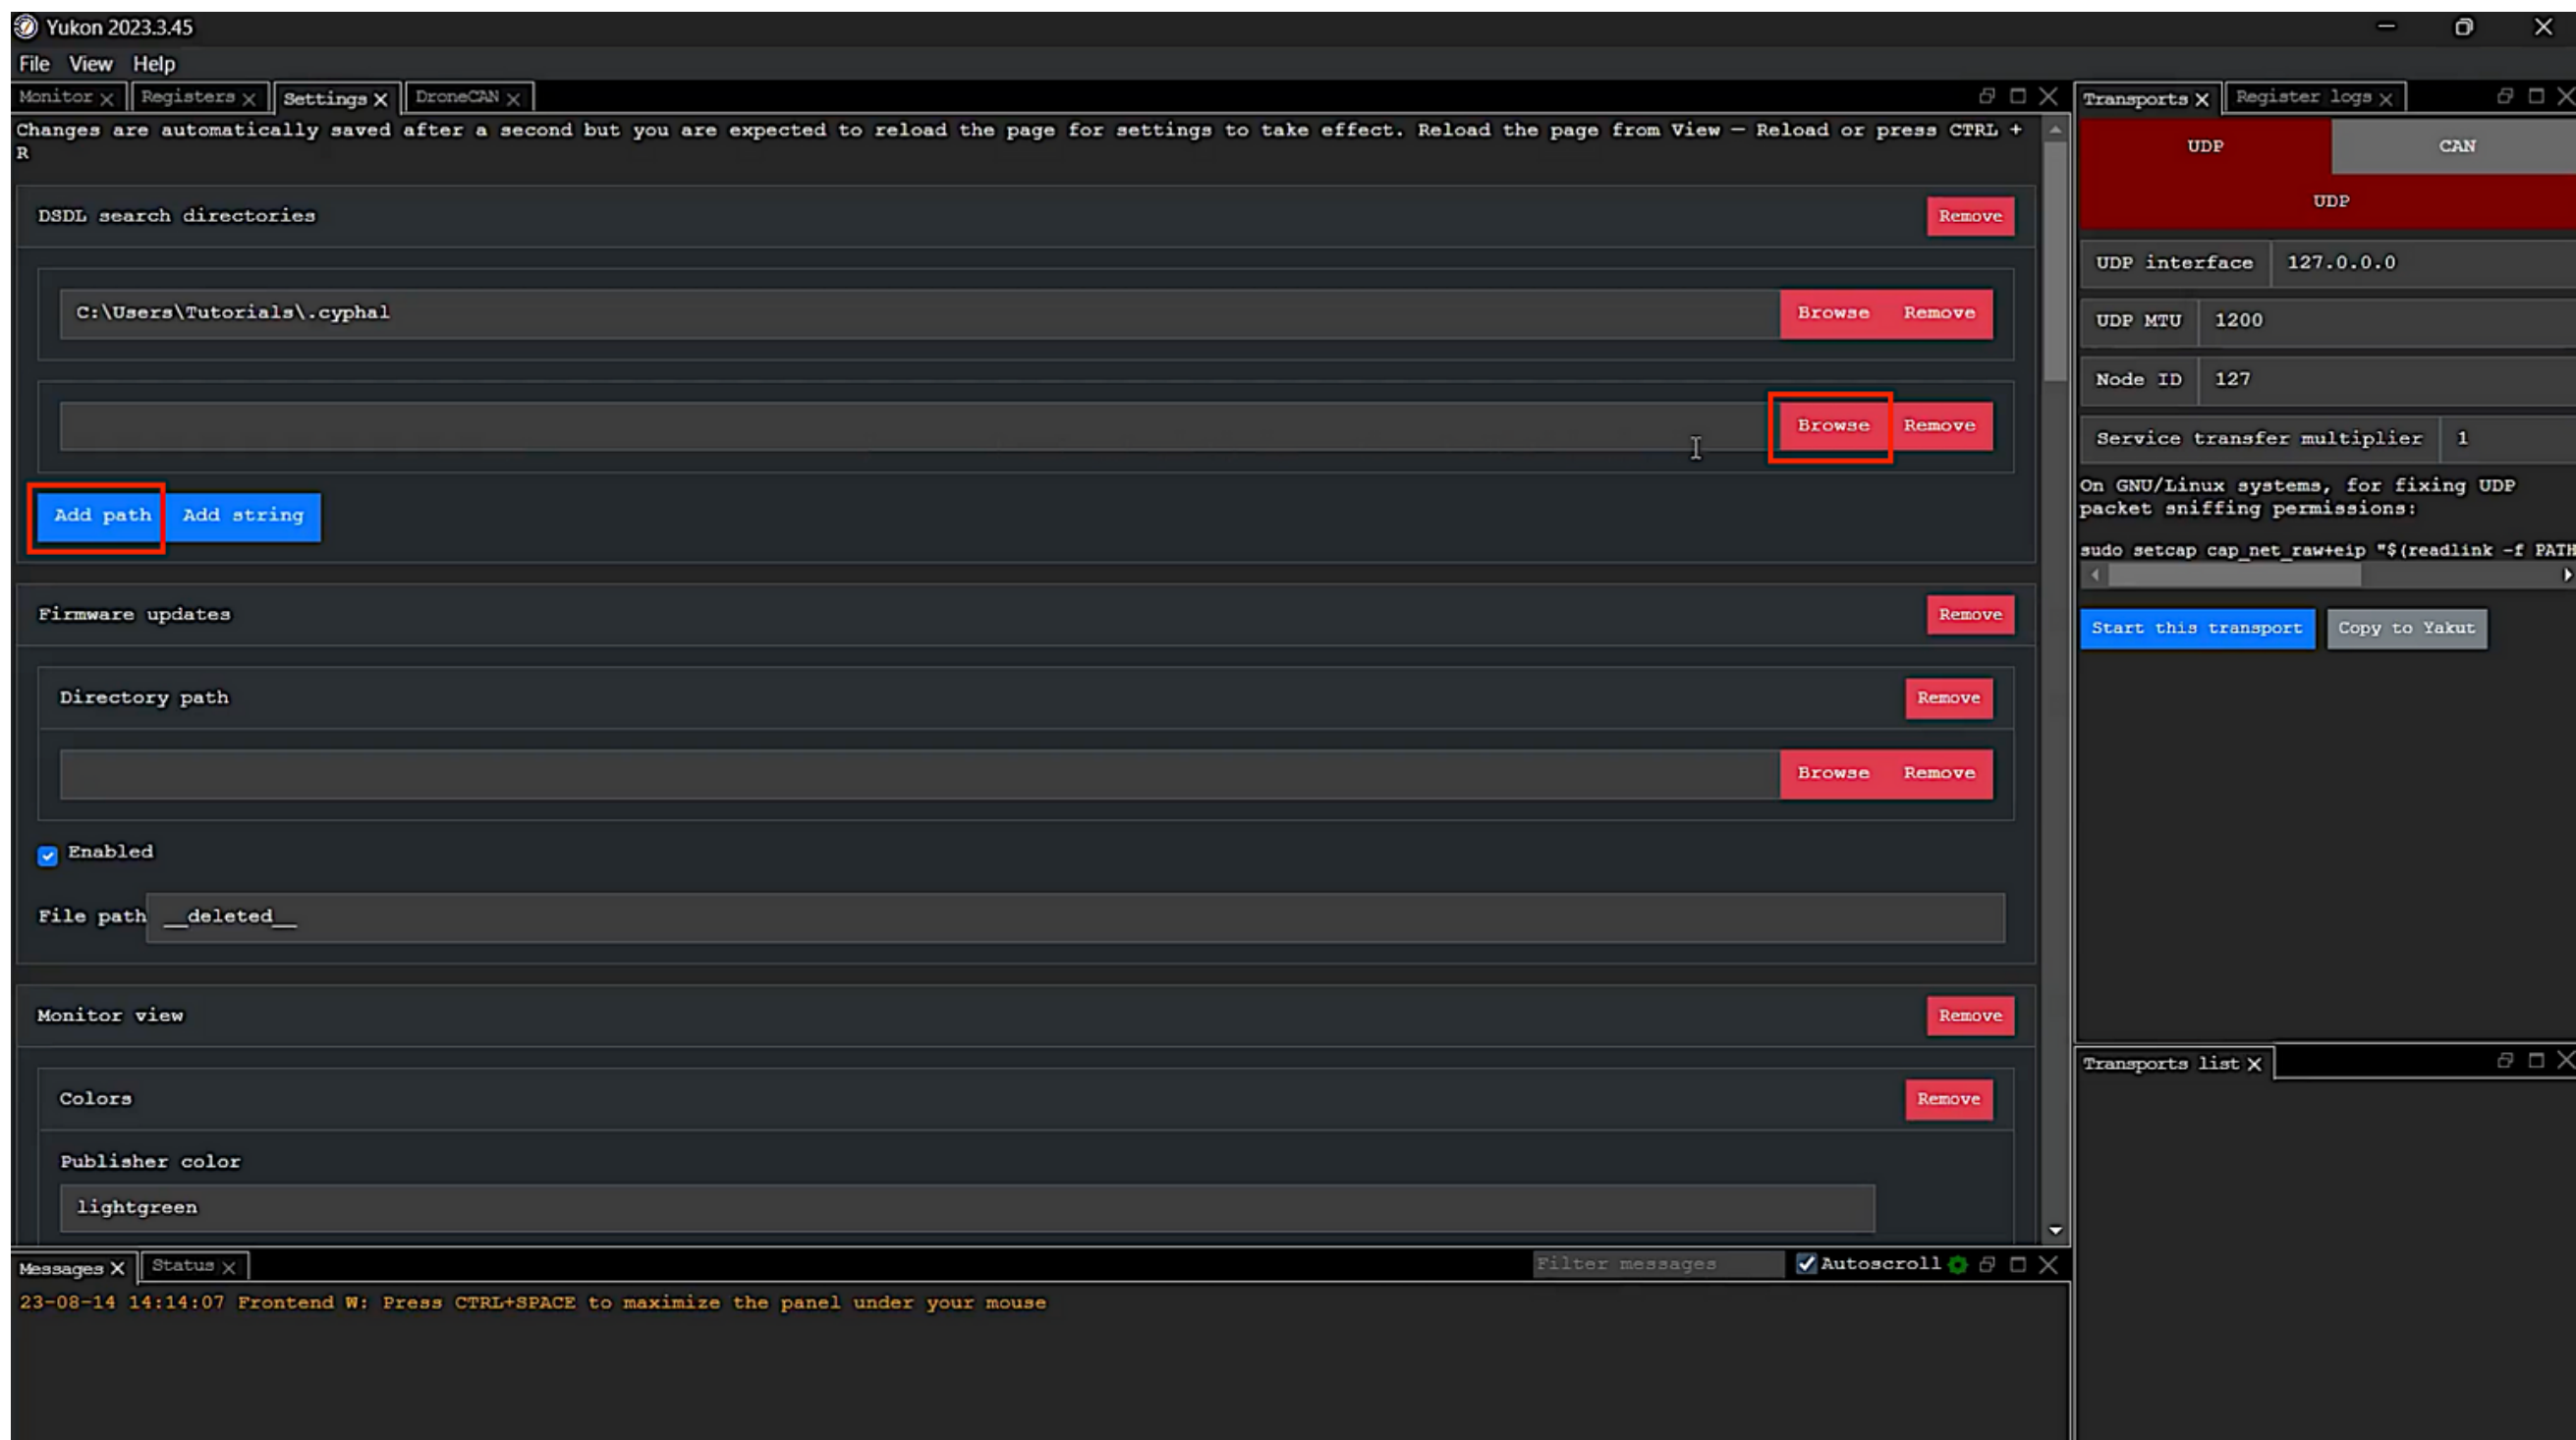 Yukon 2023.3.45
File View Help
Monitor Registers Settings DroneCAN
Changes are automatically saved after a second but you are expected to reload the page for settings to take effect. Reload the page from View — Reload or press CTRL +
R
DSDL search directories Remove
C:\Users\Tutorials\.cyphal Browse Remove
Browse Remove
Add path Add string
Firmware updates Remove
Directory path Remove
Browse Remove
Enabled
File path __deleted__
Monitor view Remove
Colors Remove
Publisher color
lightgreen
Messages Status Filter messages Autoscroll
23-08-14 14:14:07 Frontend W: Press CTRL+SPACE to maximize the panel under your mouse
Transports Register logs
UDP CAN
UDP
UDP interface 127.0.0.0
UDP MTU 1200
Node ID 127
Service transfer multiplier 1
On GNU/Linux systems, for fixing UDP
packet sniffing permissions:
sudo setcap cap_net_raw+eip "$(readlink -f PATH
Start this transport Copy to Yakut
Transports list